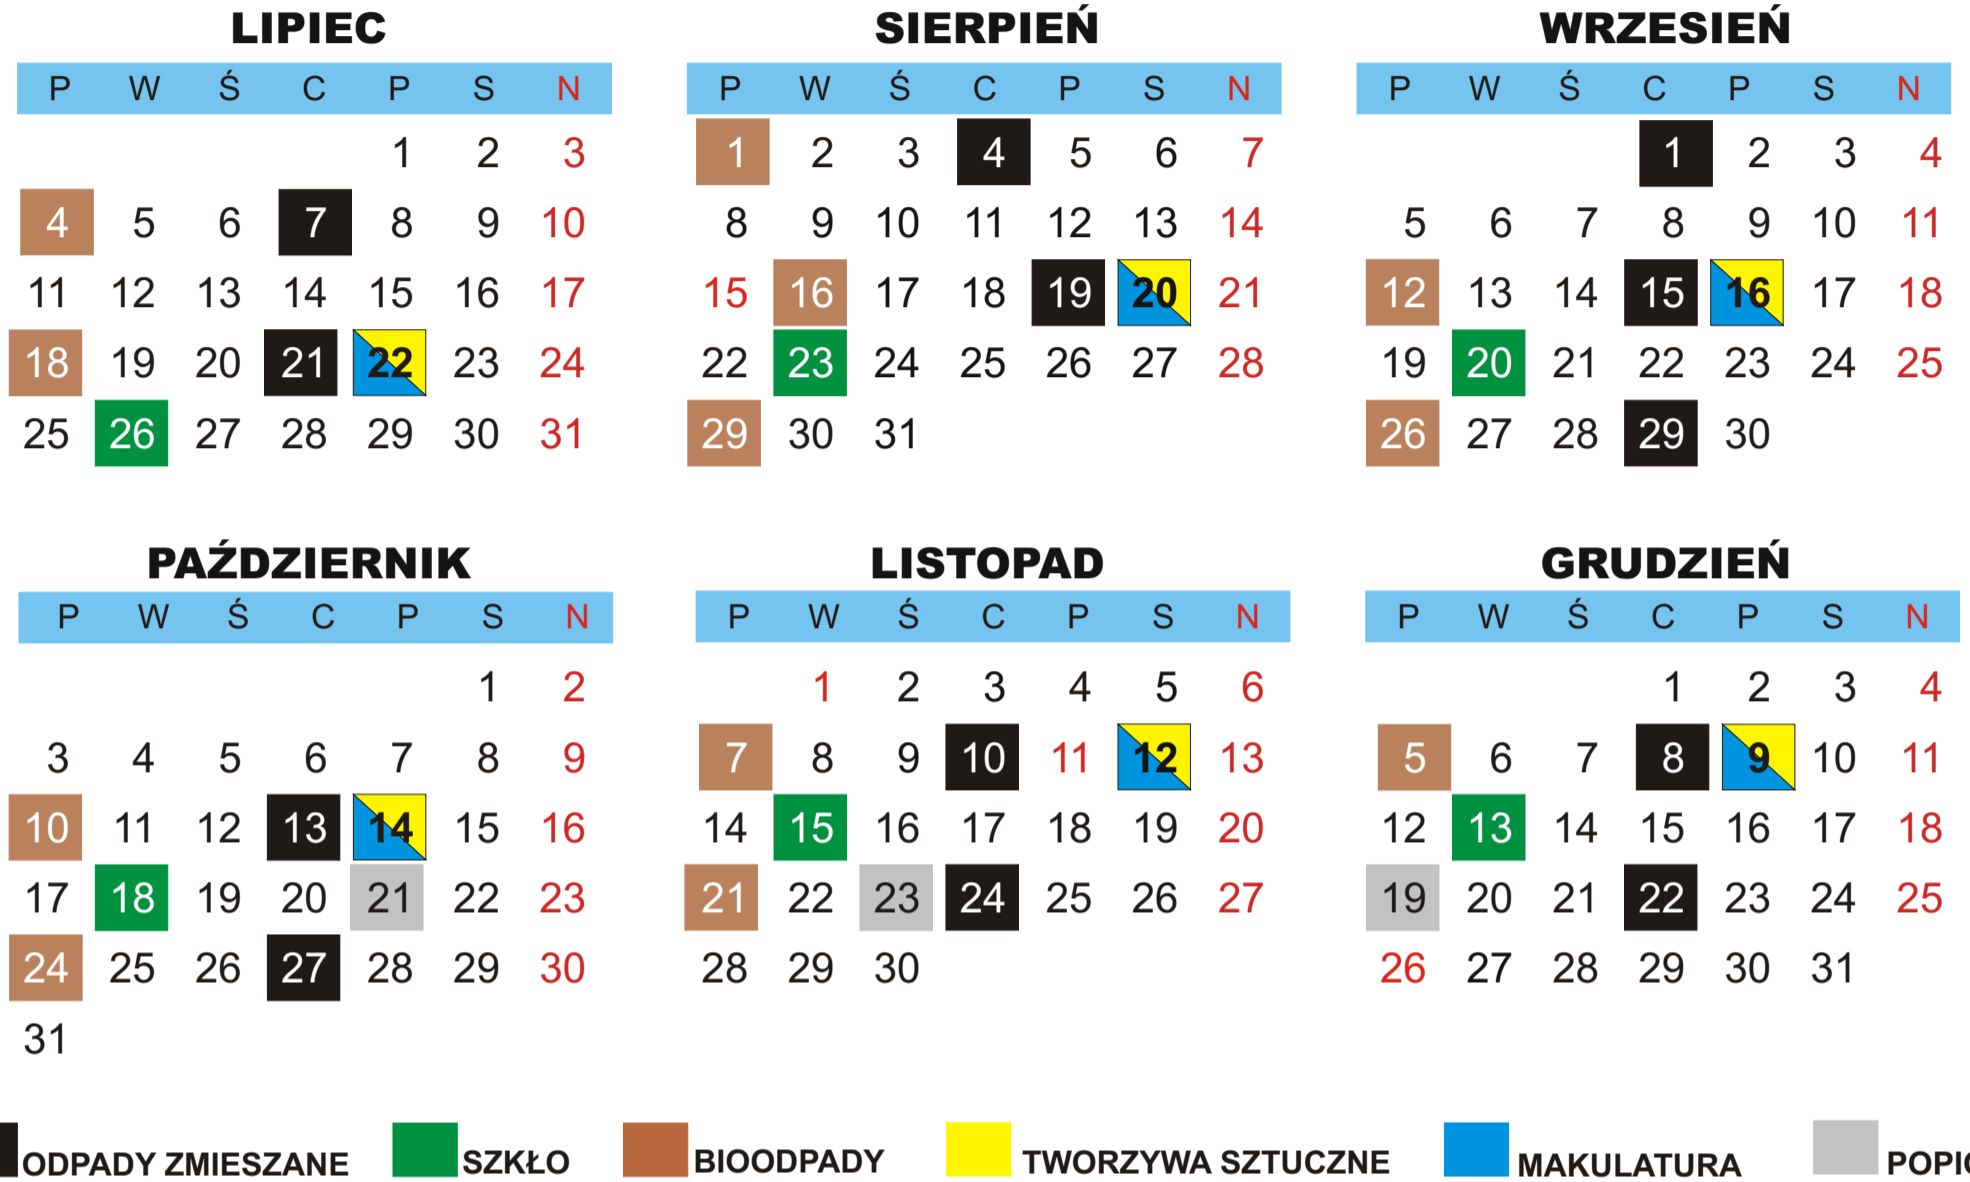 LIPIEC
P W Ś C P S N
1 2 3
4 5 6 7 8 9 10
11 12 13 14 15 16 17
18 19 20 21 22 23 24
25 26 27 28 29 30 31
SIERPIEŃ
P W Ś C P S N
1 2 3 4 5 6 7
8 9 10 11 12 13 14
15 16 17 18 19 20 21
22 23 24 25 26 27 28
29 30 31
WRZESIEŃ
P W Ś C P S N
1 2 3 4
5 6 7 8 9 10 11
12 13 14 15 16 17 18
19 20 21 22 23 24 25
26 27 28 29 30
PAŹDZIERNIK
P W Ś C P S N
1 2
3 4 5 6 7 8 9
10 11 12 13 14 15 16
17 18 19 20 21 22 23
24 25 26 27 28 29 30
31
LISTOPAD
P W Ś C P S N
1 2 3 4 5 6
7 8 9 10 11 12 13
14 15 16 17 18 19 20
21 22 23 24 25 26 27
28 29 30
GRUDZIEŃ
P W Ś C P S N
1 2 3 4
5 6 7 8 9 10 11
12 13 14 15 16 17 18
19 20 21 22 23 24 25
26 27 28 29 30 31
ODPADY ZMIESZANE SZKŁO BIOODPADY TWORZYWA SZTUCZNE MAKULATURA